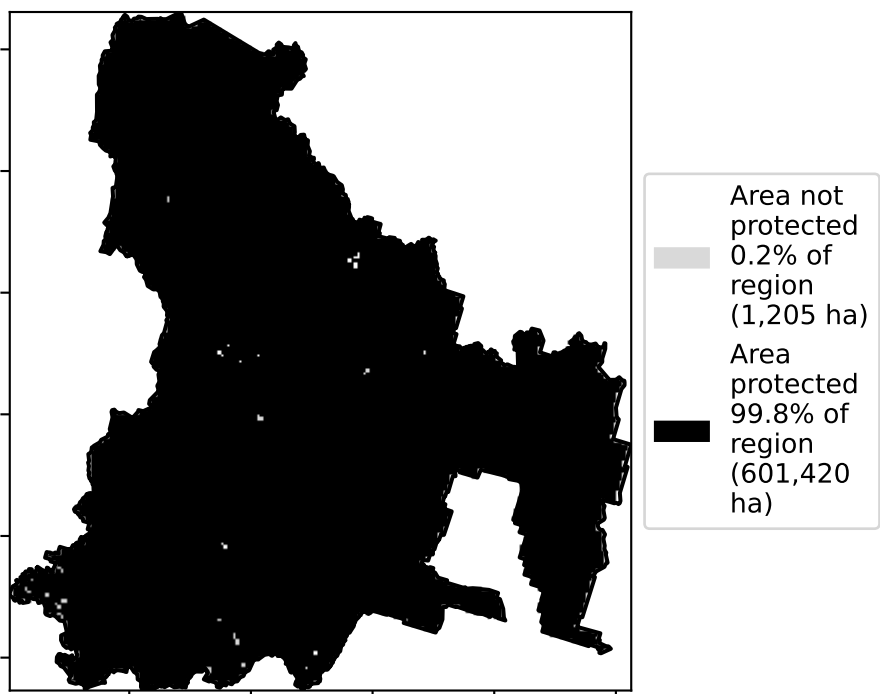 Area not
protected
0.2% of
region
(1,205 ha)
Area
protected
99.8% of
region
(601,420
ha)